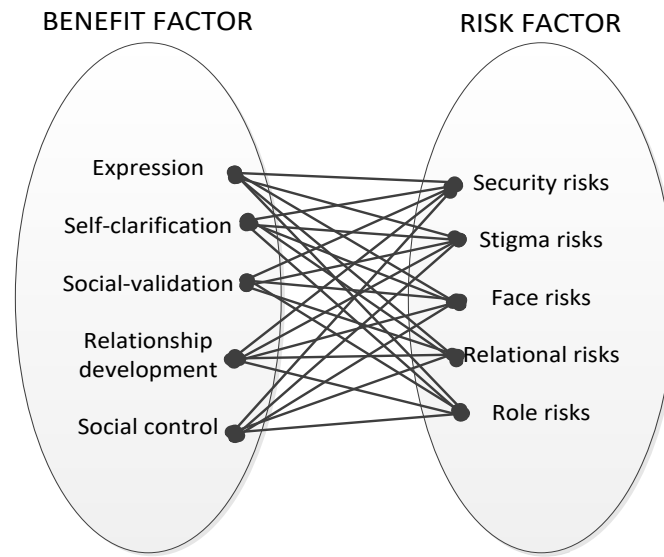 BENEFIT FACTOR
RISK FACTOR
Expression
Self-clarification
Social-validation
Relationship
development
Social control
Security risks
Stigma risks
Face risks
Relational risks
Role risks